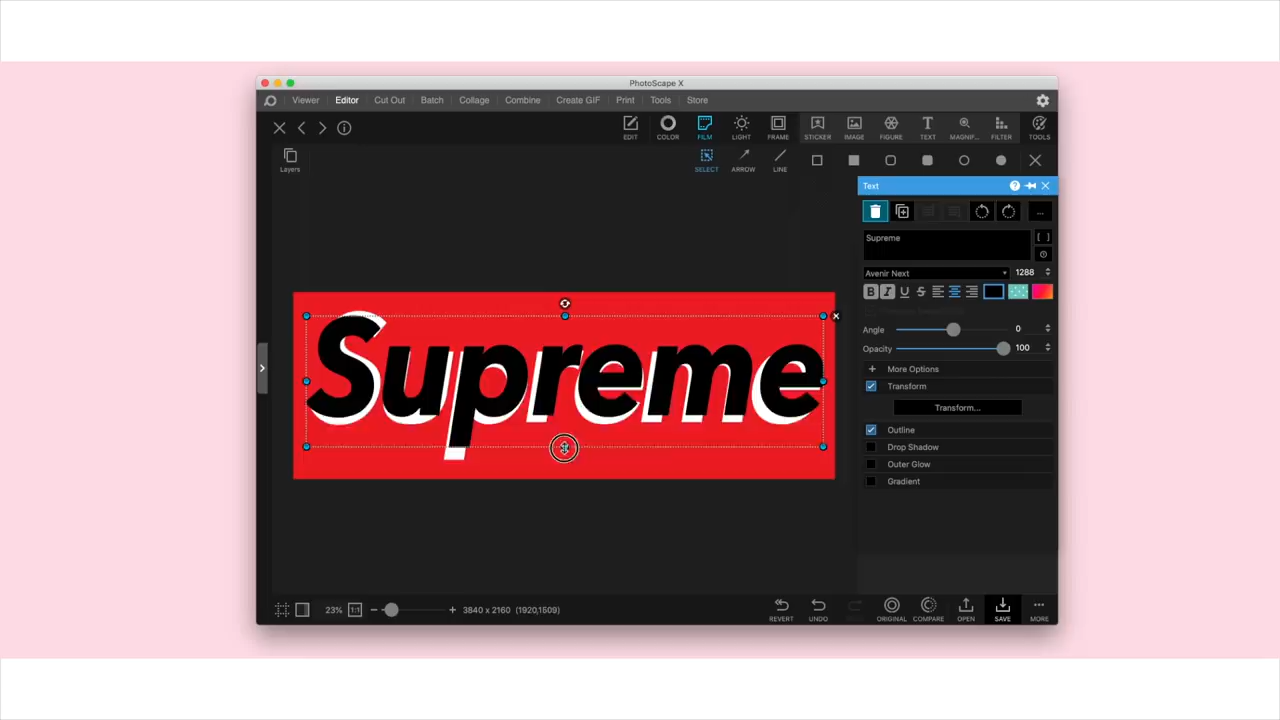 PhotoScape X
Viewer Editor Cut Out Batch Collage Combine Create GIF Print Tools Store
EDIT COLOR FILM LIGHT FRAME STICKER IMAGE FIGURE TEXT MAGNIF... FILTER TOOLS
Layers
SELECT ARROW LINE
Text
...
Supreme
Avenir Next 1288
B I U S
Angle 0
Opacity 100
+ More Options
Transform
Transform...
Outline
Drop Shadow
Outer Glow
Gradient
Supreme
23% 1:1 3840 x 2160 (1920,1509)
REVERT UNDO ORIGINAL COMPARE OPEN SAVE MORE